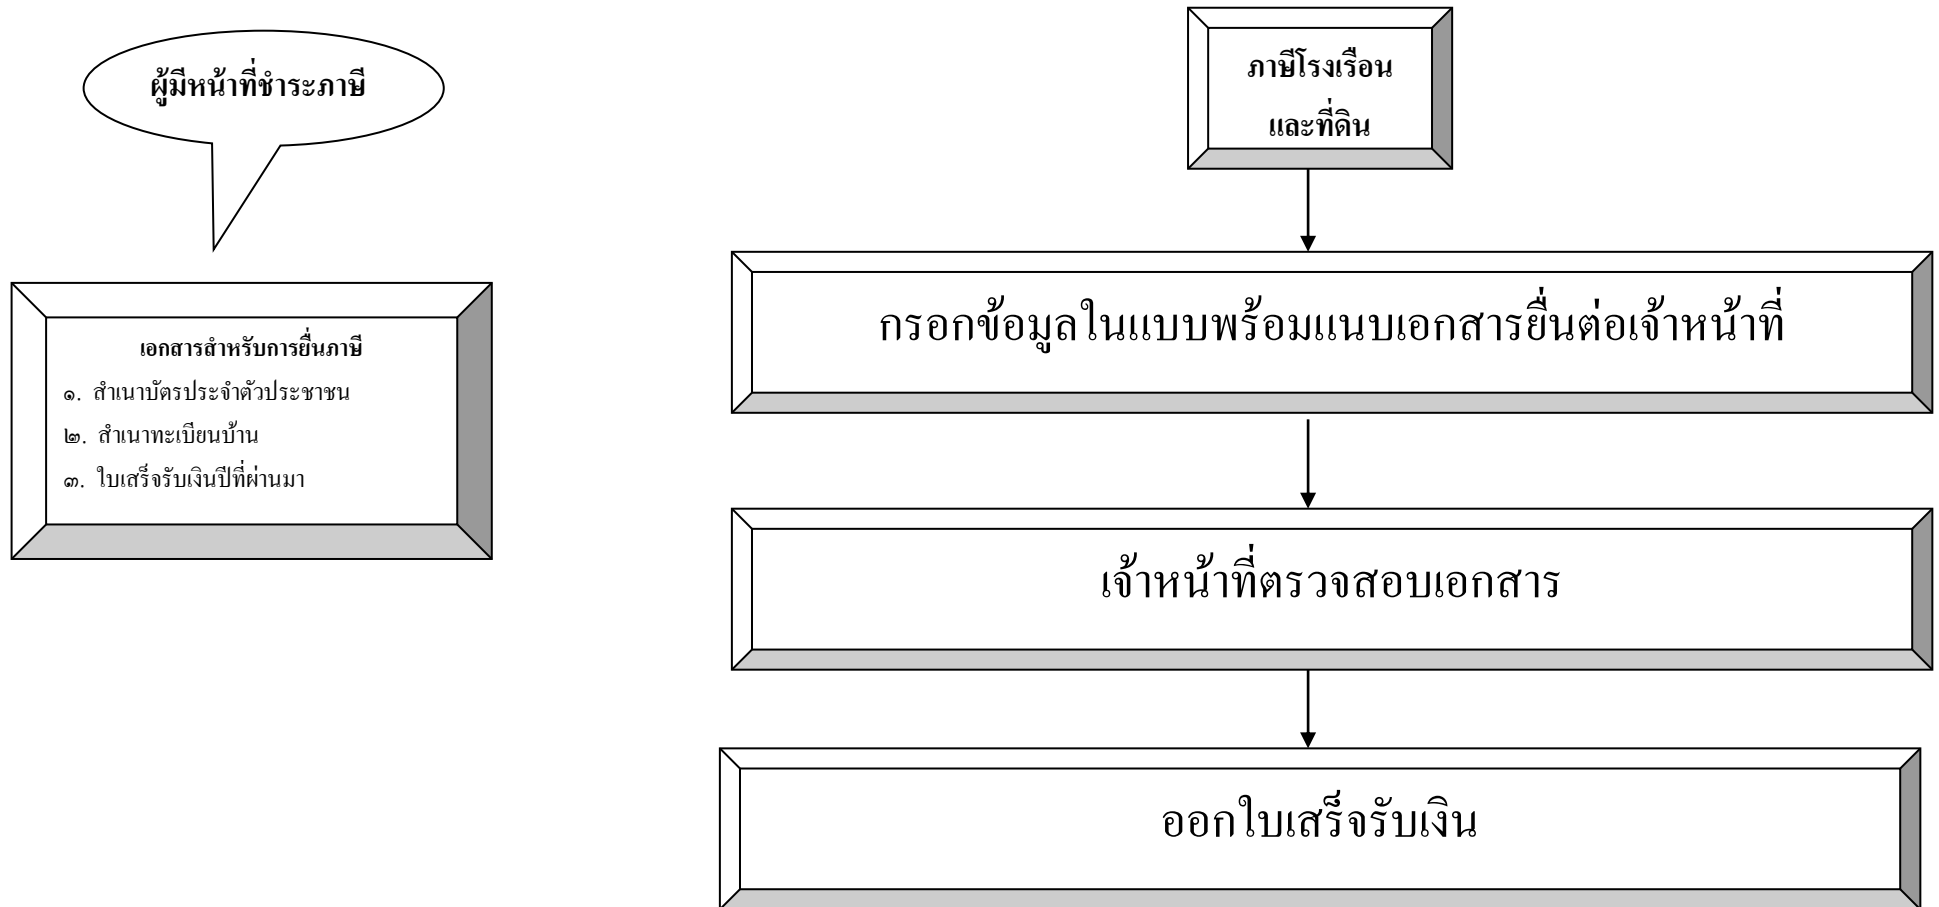 ผู้มีหน้าที่ชำระภาษี
เอกสารสำหรับการยื่นภาษี
๑. สำเนาบัตรประจำตัวประชาชน
๒. สำเนาทะเบียนบ้าน
๓. ใบเสร็จรับเงินปีที่ผ่านมา
ภาษีโรงเรือน
และที่ดิน
กรอกข้อมูลในแบบพร้อมแนบเอกสารยื่นต่อเจ้าหน้าที่
เจ้าหน้าที่ตรวจสอบเอกสาร
ออกใบเสร็จรับเงิน